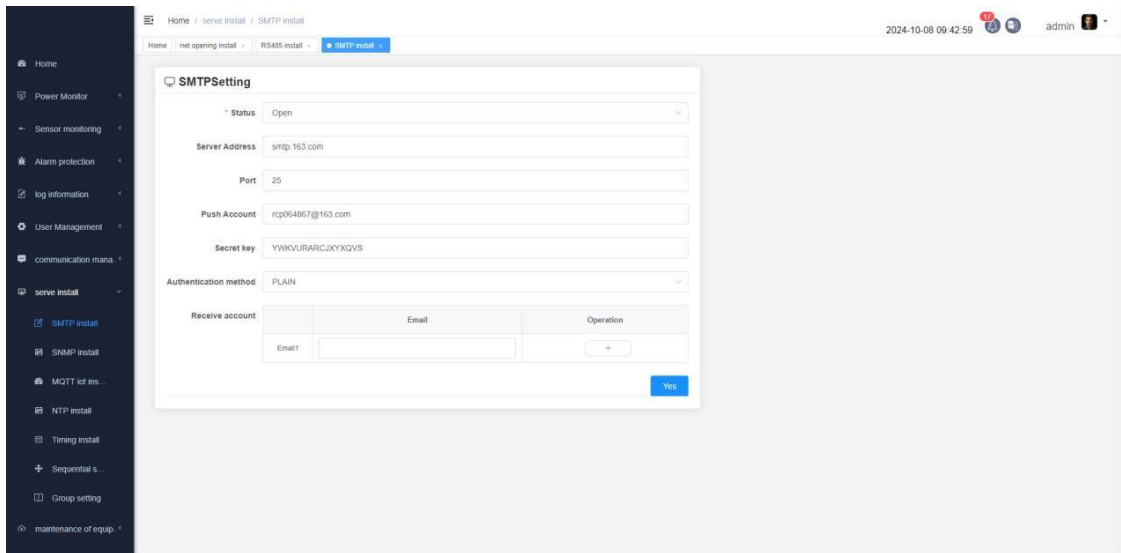 Home / serve install / SMTP install
2024-10-08 09:42:59
17
admin
Home
net opening install ×
RS485 install ×
SMTP install ×
Home
Power Monitor
Sensor monitoring
Alarm protection
log information
User Management
communication mana..
serve install
SMTP install
SNMP install
MQTT iot ins...
NTP install
Timing install
Sequential s...
Group setting
maintenance of equip.
SMTPSetting
* Status Open
Server Address smtp.163.com
Port 25
Push Account rcp064867@163.com
Secret key YWKVURARCJXYXQVS
Authentication method PLAIN
Receive account
Email Operation
Email1 +
Yes